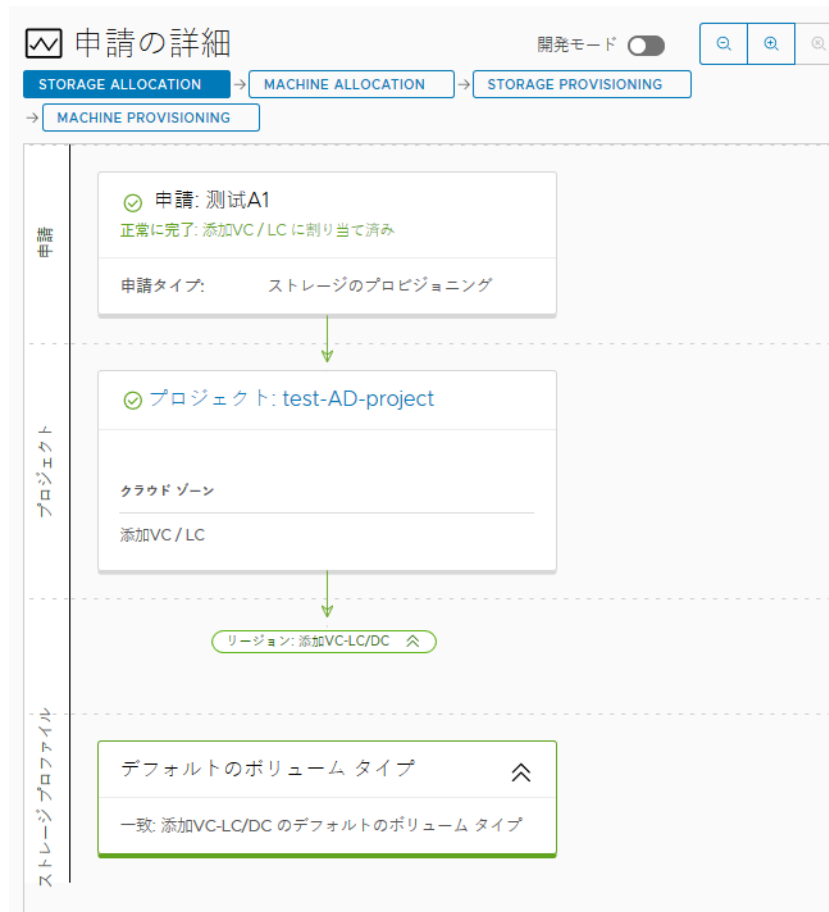 申請の詳細
開発モード
STORAGE ALLOCATION → MACHINE ALLOCATION → STORAGE PROVISIONING
→ MACHINE PROVISIONING
申請
申請: 测试A1
正常に完了: 添加VC / LC に割り当て済み
申請タイプ: ストレージのプロビジョニング
プロジェクト
プロジェクト: test-AD-project
クラウド ゾーン
添加VC / LC
リージョン: 添加VC-LC/DC
ストレージ プロファイル
デフォルトのボリューム タイプ
一致: 添加VC-LC/DC のデフォルトのボリューム タイプ